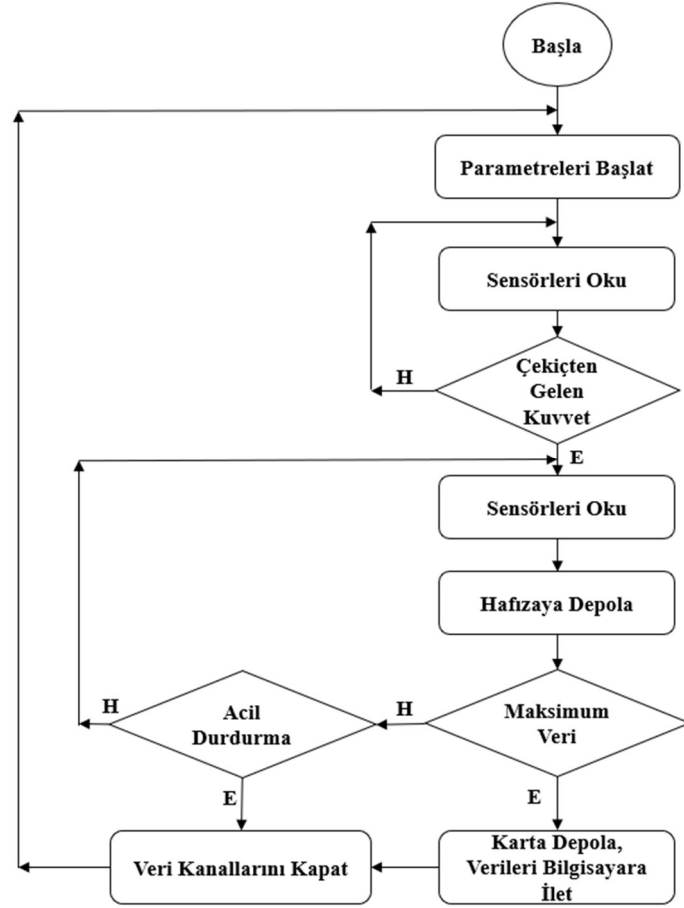 Başla
Parametreleri Başlat
Sensörleri Oku
Çekiçten
Gelen
Kuvvet
H
E
Sensörleri Oku
Hafızaya Depola
Maksimum
Veri
H
Acil
Durdurma
H
E
E
Karta Depola,
Verileri Bilgisayara
İlet
Veri Kanallarını Kapat